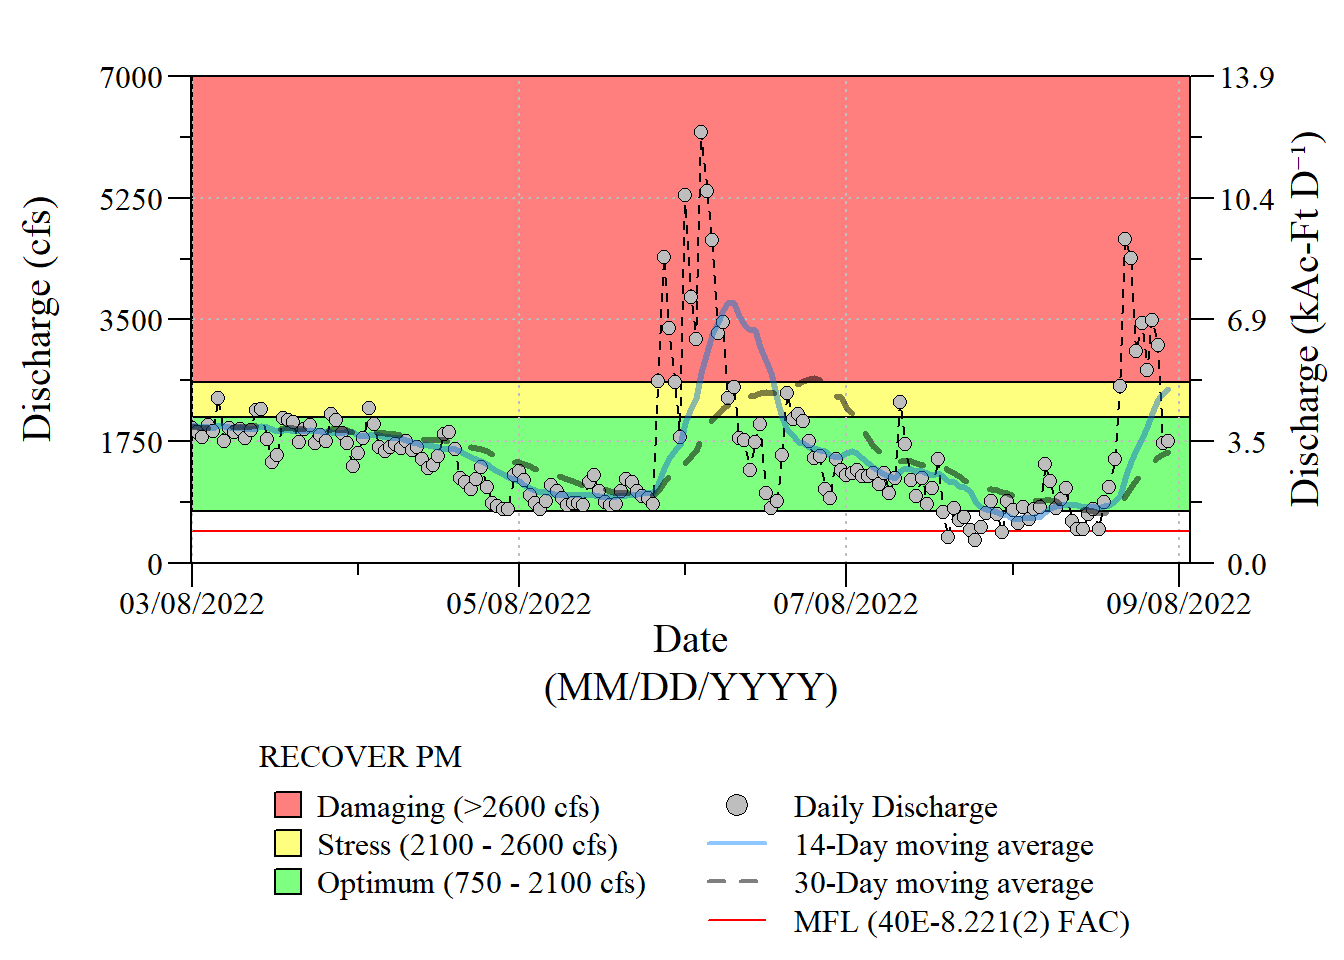 7000
5250
3500
1750
0
Discharge (cfs)
13.9
10.4
6.9
3.5
0.0
Discharge (kAc-Ft D⁻¹)
03/08/2022 05/08/2022 07/08/2022 09/08/2022
Date
(MM/DD/YYYY)
RECOVER PM
Damaging (>2600 cfs)
Stress (2100 - 2600 cfs)
Optimum (750 - 2100 cfs)
Daily Discharge
14-Day moving average
30-Day moving average
MFL (40E-8.221(2) FAC)